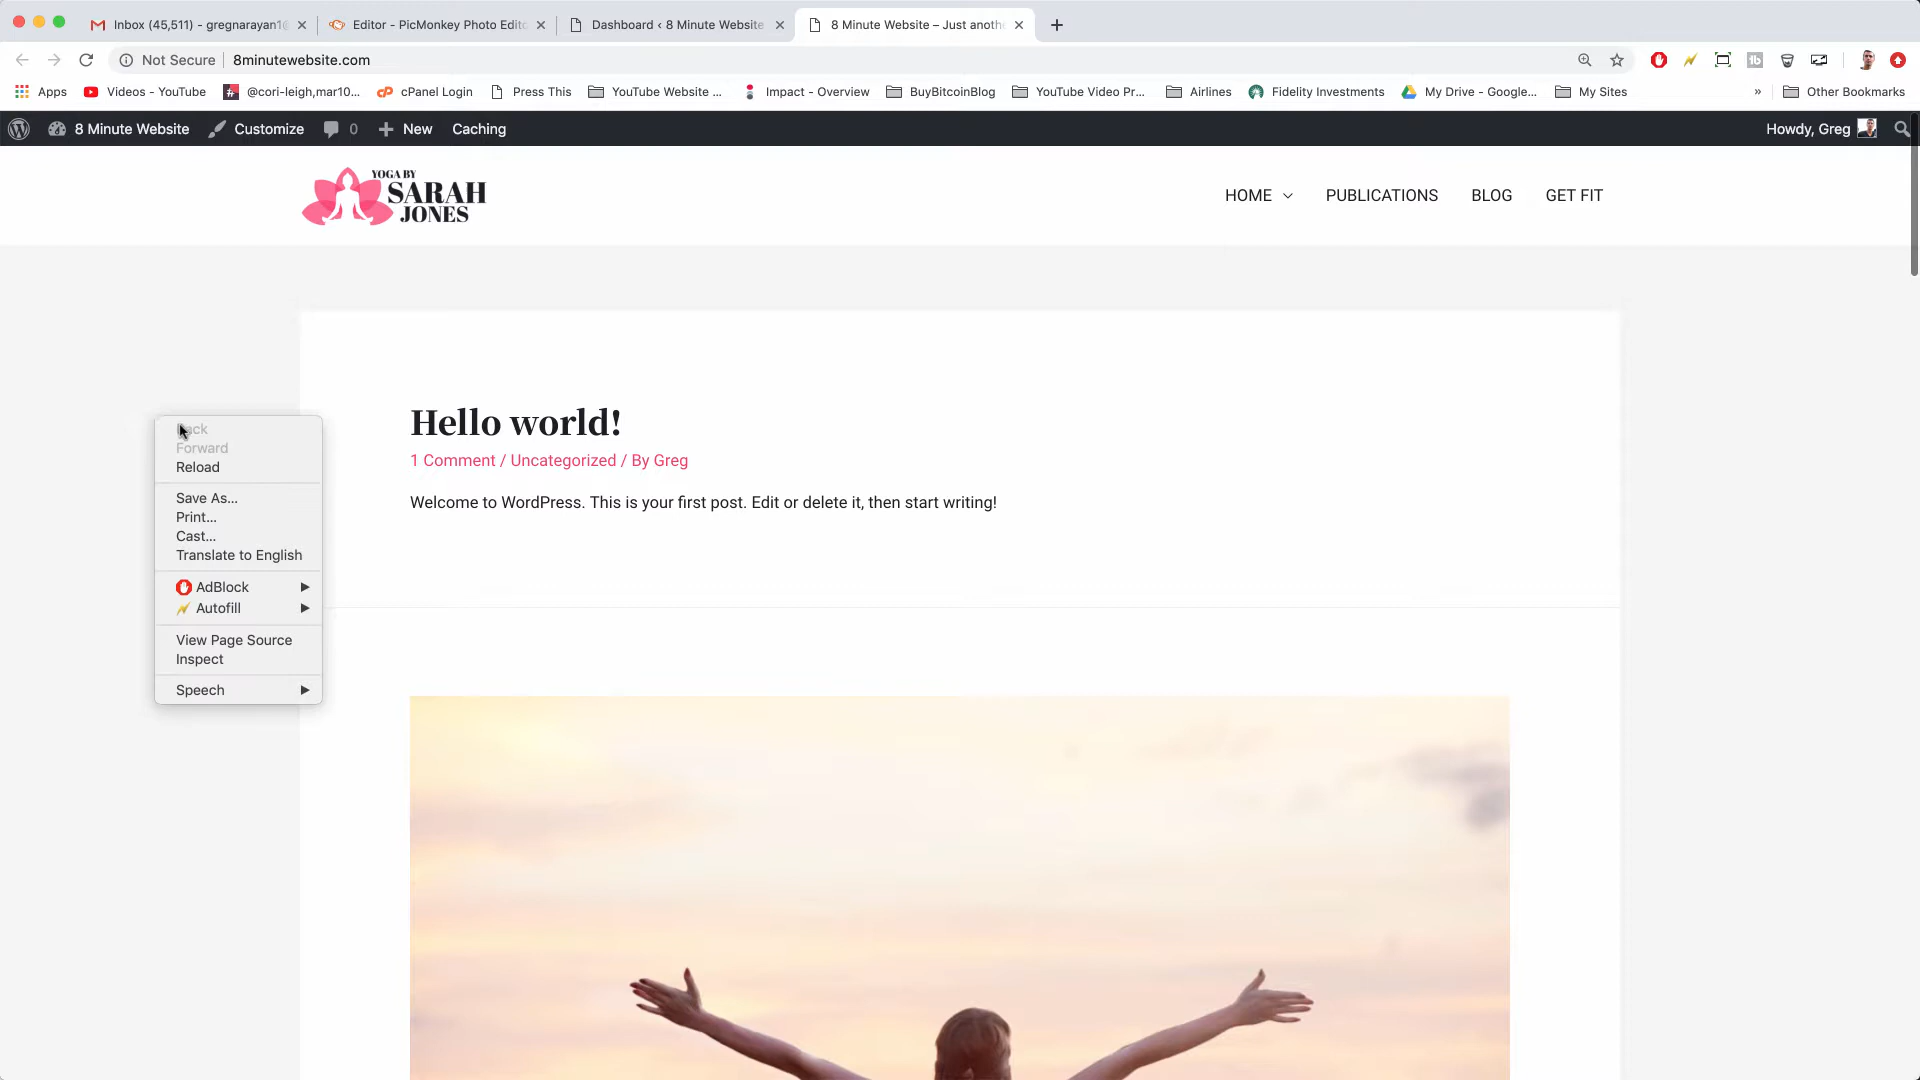 Inbox (45,511) - gregnarayan1@
Editor - PicMonkey Photo Edito
Dashboard ‹ 8 Minute Website
8 Minute Website – Just anoth
Not Secure
8minutewebsite.com
Apps
Videos - YouTube
@cori-leigh,mar10...
cPanel Login
Press This
YouTube Website ...
Impact - Overview
BuyBitcoinBlog
YouTube Video Pr...
Airlines
Fidelity Investments
My Drive - Google...
My Sites
»
Other Bookmarks
8 Minute Website
Customize
0
New
Caching
Howdy, Greg
YOGA BY
SARAH
JONES
HOME
PUBLICATIONS
BLOG
GET FIT
Hello world!
1 Comment / Uncategorized / By Greg
Welcome to WordPress. This is your first post. Edit or delete it, then start writing!
Forward
Reload
Save As...
Print...
Cast...
Translate to English
AdBlock
Autofill
View Page Source
Inspect
Speech